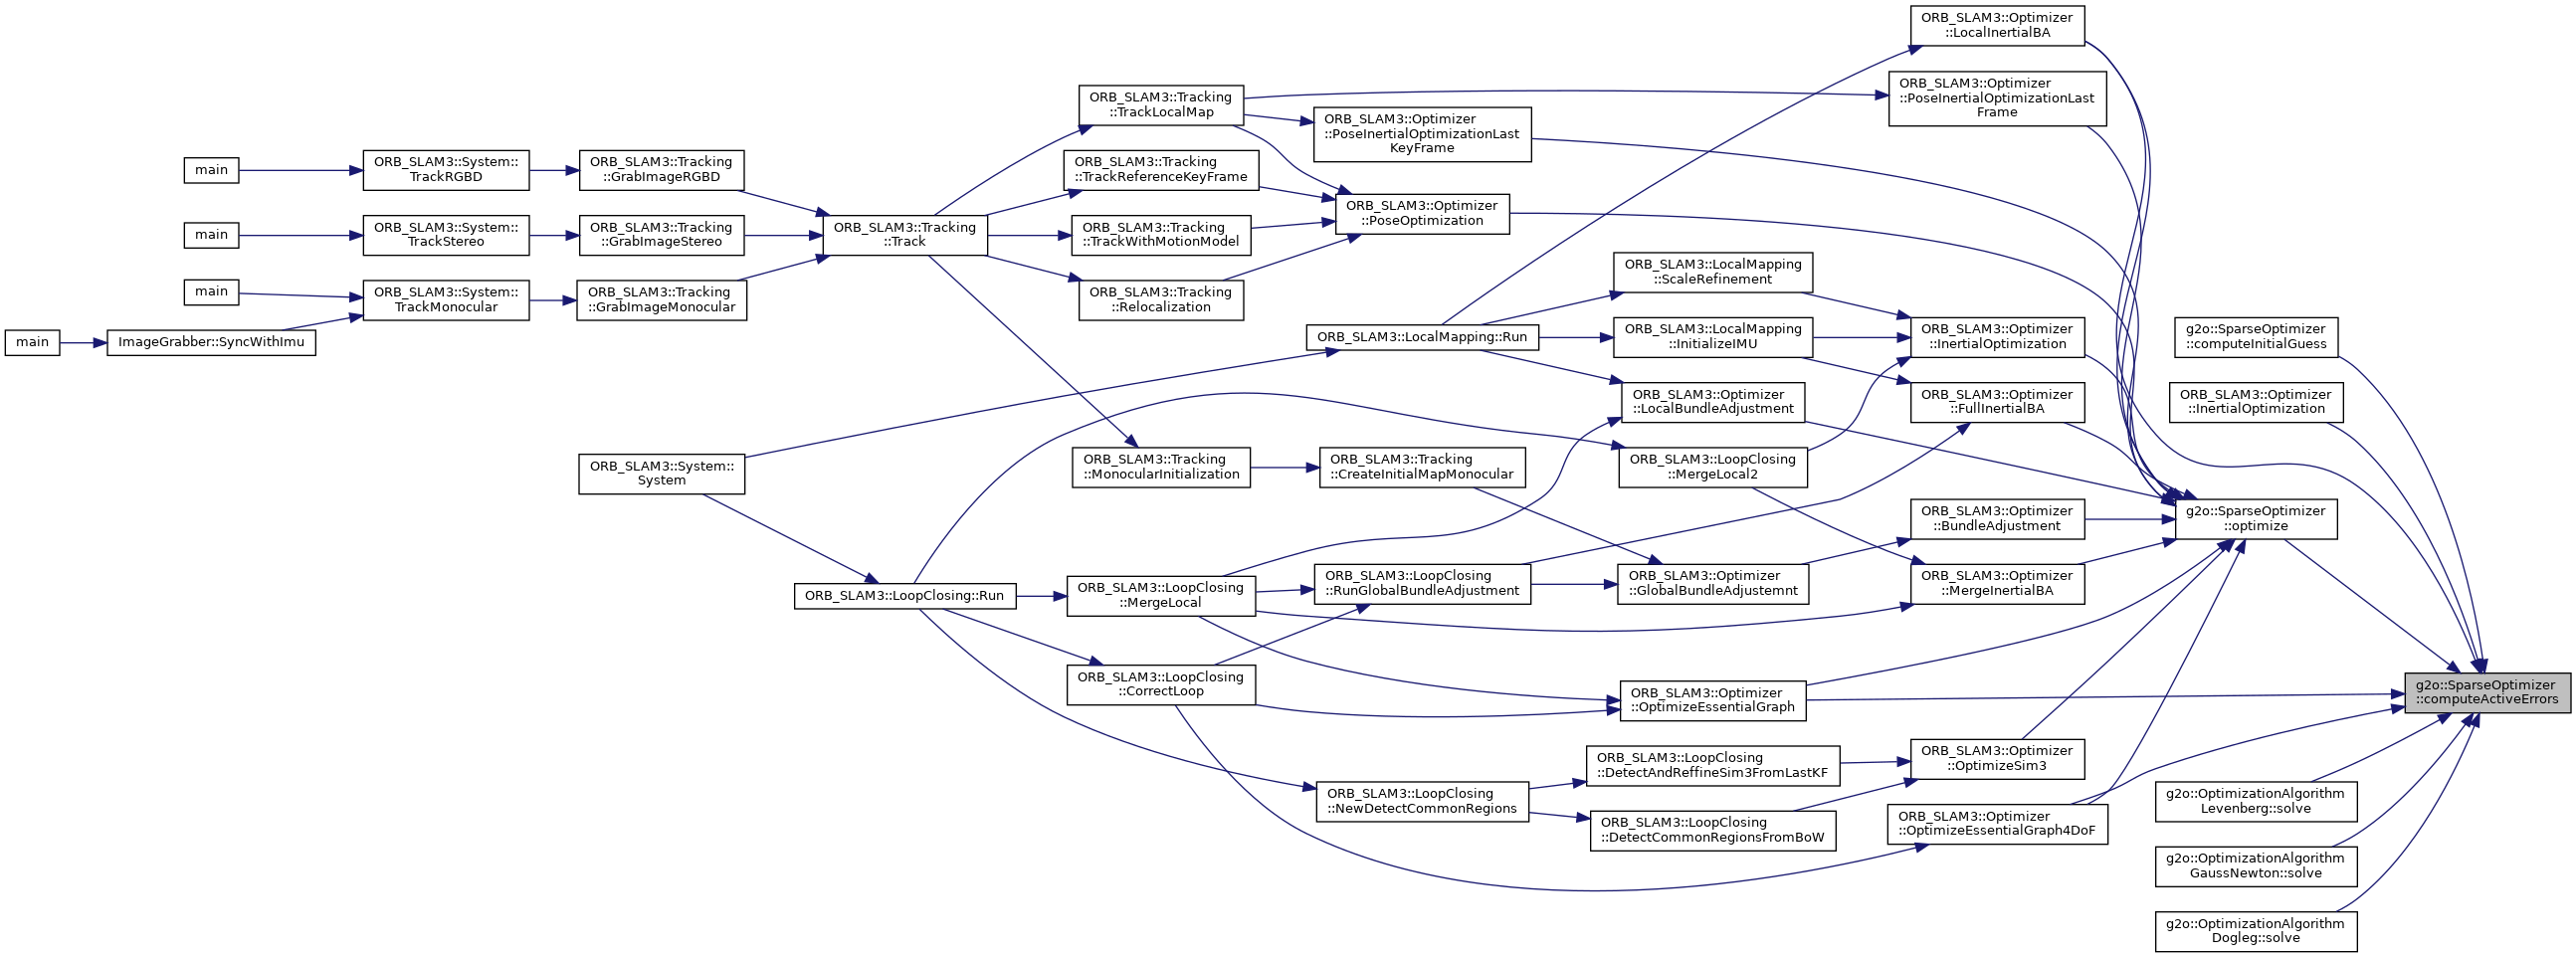 ORB_SLAM3::Optimizer
::LocalInertialBA
ORB_SLAM3::Optimizer
::PoseInertialOptimizationLast
Frame
ORB_SLAM3::Tracking
::TrackLocalMap
ORB_SLAM3::Optimizer
::PoseInertialOptimizationLast
KeyFrame
main
ORB_SLAM3::System::
TrackRGBD
ORB_SLAM3::Tracking
::GrabImageRGBD
ORB_SLAM3::Tracking
::TrackReferenceKeyFrame
ORB_SLAM3::Optimizer
::PoseOptimization
main
ORB_SLAM3::System::
TrackStereo
ORB_SLAM3::Tracking
::GrabImageStereo
ORB_SLAM3::Tracking
::Track
ORB_SLAM3::Tracking
::TrackWithMotionModel
ORB_SLAM3::LocalMapping
::ScaleRefinement
main
ORB_SLAM3::System::
TrackMonocular
ORB_SLAM3::Tracking
::GrabImageMonocular
ORB_SLAM3::Tracking
::Relocalization
main
ImageGrabber::SyncWithImu
ORB_SLAM3::LocalMapping::Run
ORB_SLAM3::LocalMapping
::InitializeIMU
ORB_SLAM3::Optimizer
::InertialOptimization
g2o::SparseOptimizer
::computeInitialGuess
ORB_SLAM3::Optimizer
::LocalBundleAdjustment
ORB_SLAM3::Optimizer
::FullInertialBA
ORB_SLAM3::Optimizer
::InertialOptimization
ORB_SLAM3::System::
System
ORB_SLAM3::Tracking
::MonocularInitialization
ORB_SLAM3::Tracking
::CreateInitialMapMonocular
ORB_SLAM3::LoopClosing
::MergeLocal2
ORB_SLAM3::Optimizer
::BundleAdjustment
g2o::SparseOptimizer
::optimize
ORB_SLAM3::LoopClosing::Run
ORB_SLAM3::LoopClosing
::MergeLocal
ORB_SLAM3::LoopClosing
::RunGlobalBundleAdjustment
ORB_SLAM3::Optimizer
::GlobalBundleAdjustemnt
ORB_SLAM3::Optimizer
::MergeInertialBA
ORB_SLAM3::LoopClosing
::CorrectLoop
ORB_SLAM3::Optimizer
::OptimizeEssentialGraph
g2o::SparseOptimizer
::computeActiveErrors
ORB_SLAM3::LoopClosing
::DetectAndReffineSim3FromLastKF
ORB_SLAM3::Optimizer
::OptimizeSim3
ORB_SLAM3::LoopClosing
::NewDetectCommonRegions
ORB_SLAM3::LoopClosing
::DetectCommonRegionsFromBoW
ORB_SLAM3::Optimizer
::OptimizeEssentialGraph4DoF
g2o::OptimizationAlgorithm
Levenberg::solve
g2o::OptimizationAlgorithm
GaussNewton::solve
g2o::OptimizationAlgorithm
Dogleg::solve